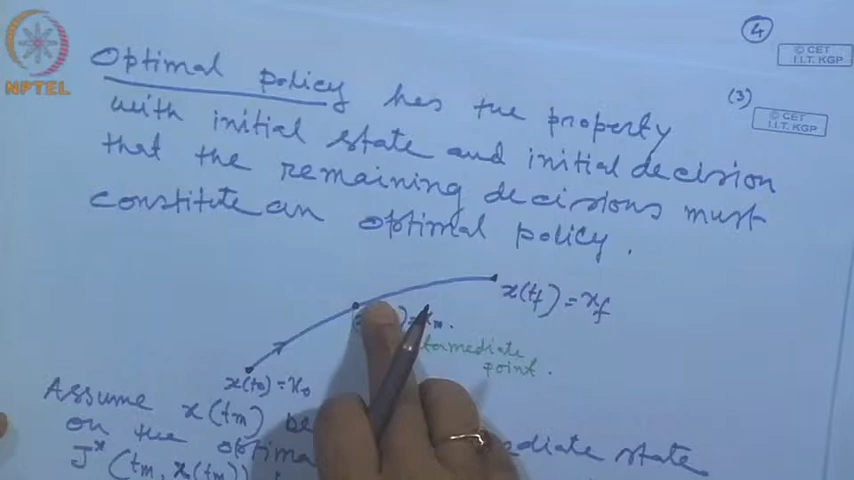 4
© CET
I.I.T. KGP
NPTEL
Optimal policy has the property
(3)
© CET
I.I.T. KGP
with initial state and initial decision
that the remaining decisions must
constitute an optimal policy.
x(tf) = xf
intermediate
point.
x(t0) = x0
Assume x(tm) be
on the
state
J* (tm, x(tm))